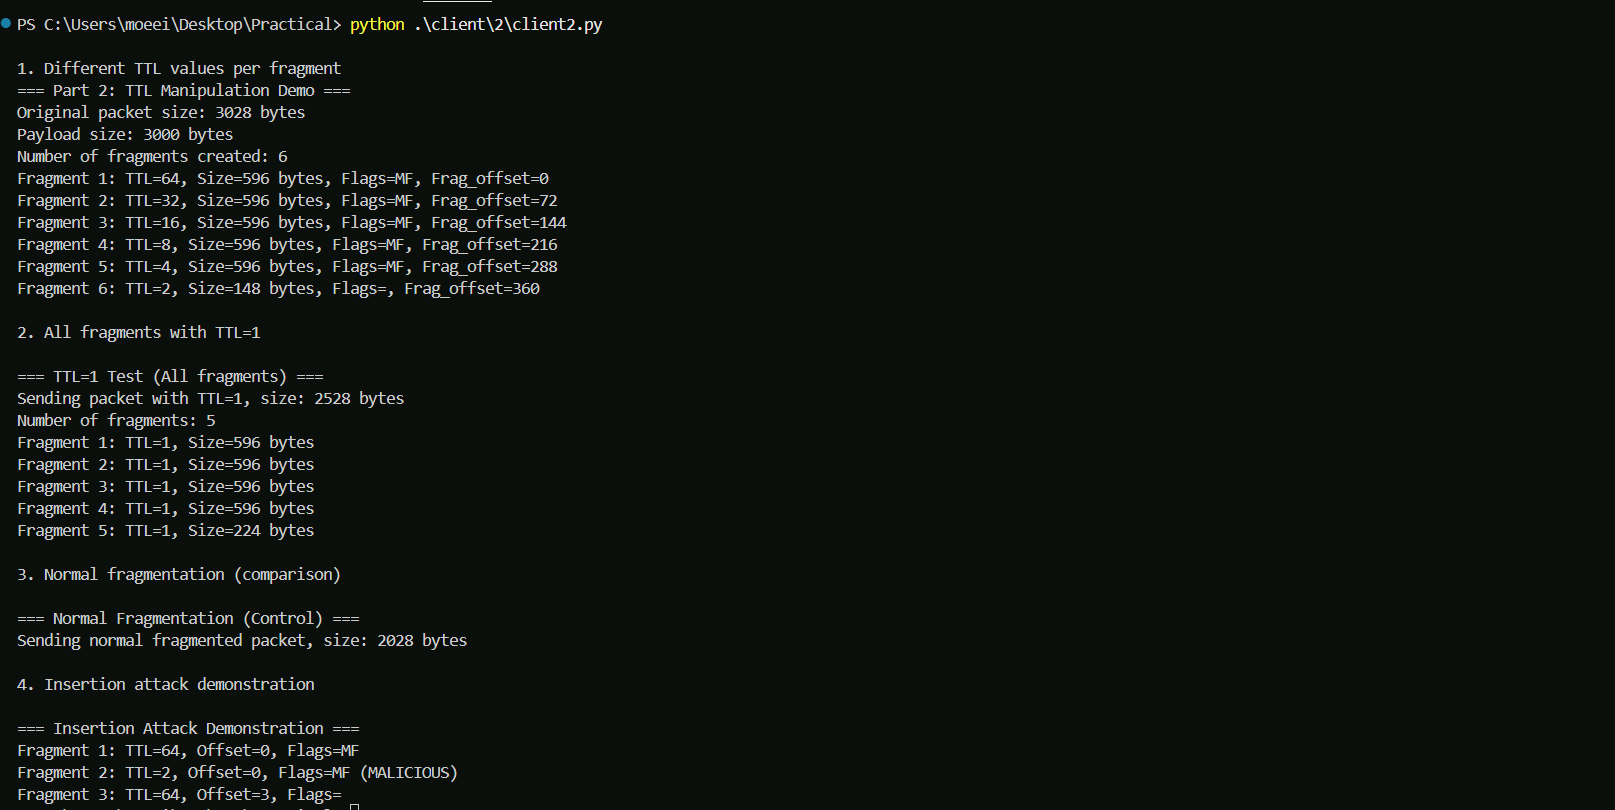 PS C:\Users\moeei\Desktop\Practical> python .\client\2\client2.py
1. Different TTL values per fragment
=== Part 2: TTL Manipulation Demo ===
Original packet size: 3028 bytes
Payload size: 3000 bytes
Number of fragments created: 6
Fragment 1: TTL=64, Size=596 bytes, Flags=MF, Frag_offset=0
Fragment 2: TTL=32, Size=596 bytes, Flags=MF, Frag_offset=72
Fragment 3: TTL=16, Size=596 bytes, Flags=MF, Frag_offset=144
Fragment 4: TTL=8, Size=596 bytes, Flags=MF, Frag_offset=216
Fragment 5: TTL=4, Size=596 bytes, Flags=MF, Frag_offset=288
Fragment 6: TTL=2, Size=148 bytes, Flags=, Frag_offset=360
2. All fragments with TTL=1
=== TTL=1 Test (All fragments) ===
Sending packet with TTL=1, size: 2528 bytes
Number of fragments: 5
Fragment 1: TTL=1, Size=596 bytes
Fragment 2: TTL=1, Size=596 bytes
Fragment 3: TTL=1, Size=596 bytes
Fragment 4: TTL=1, Size=596 bytes
Fragment 5: TTL=1, Size=224 bytes
3. Normal fragmentation (comparison)
=== Normal Fragmentation (Control) ===
Sending normal fragmented packet, size: 2028 bytes
4. Insertion attack demonstration
=== Insertion Attack Demonstration ===
Fragment 1: TTL=64, Offset=0, Flags=MF
Fragment 2: TTL=2, Offset=0, Flags=MF (MALICIOUS)
Fragment 3: TTL=64, Offset=3, Flags=